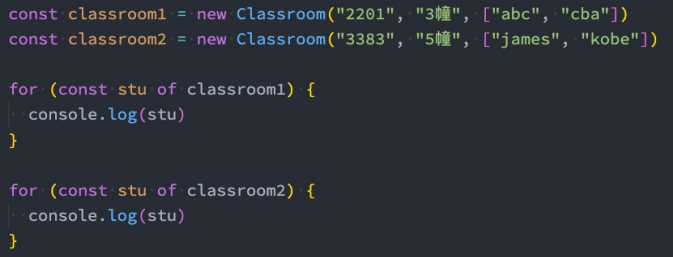 const classroom1 = new Classroom("2201", "3幢", ["abc", "cba"])
const classroom2 = new Classroom("3383", "5幢", ["james", "kobe"])
for (const stu of classroom1) {
  console.log(stu)
}
for (const stu of classroom2) {
  console.log(stu)
}